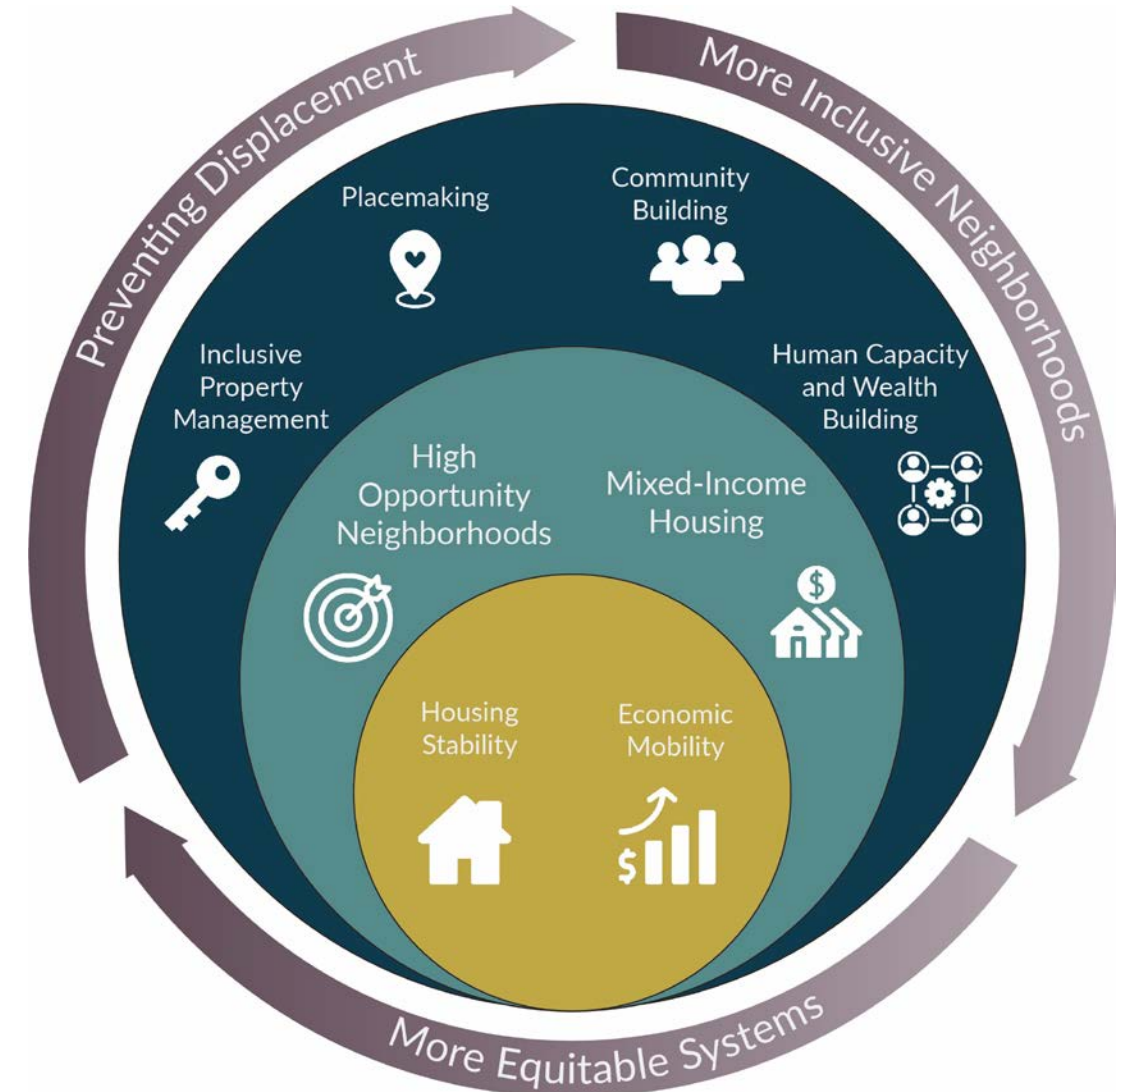 Preventing Displacement
More Inclusive Neighborhoods
Placemaking
Community
Building
Inclusive
Property
Management
Human Capacity
and Wealth
Building
High
Opportunity
Neighborhoods
Mixed-Income
Housing
$
Housing
Stability
Economic
Mobility
$
More Equitable Systems